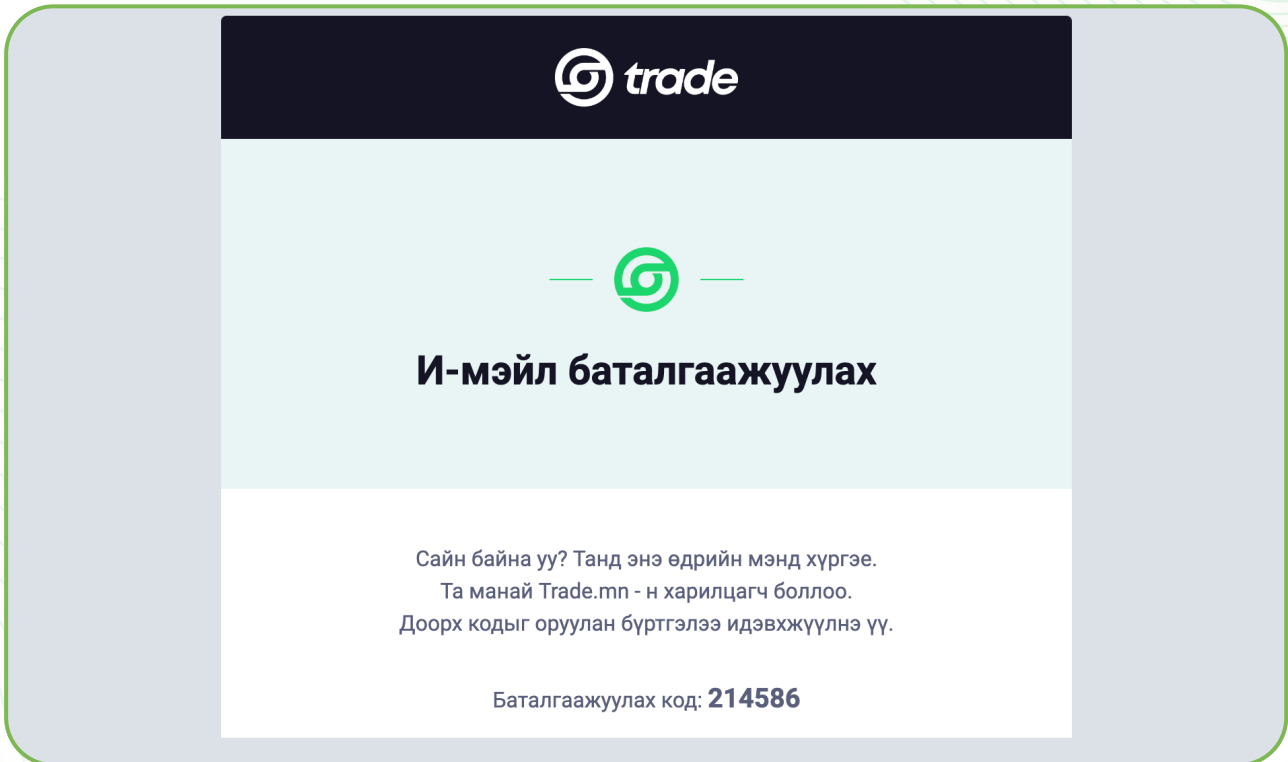 trade
И-мэйл баталгаажуулах
Сайн байна уу? Танд энэ өдрийн мэнд хүргэе.
Та манай Trade.mn - н харилцагч боллоо.
Доорх кодыг оруулан бүртгэлээ идэвхжүүлнэ үү.
Баталгаажуулах код: 214586